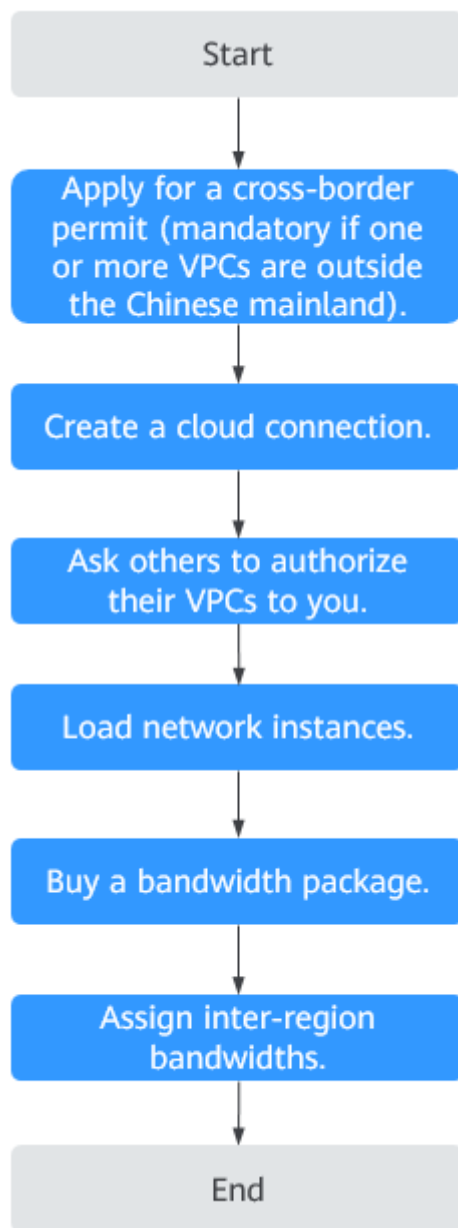 Start
Apply for a cross-border
permit (mandatory if one
or more VPCs are outside
the Chinese mainland).
Create a cloud connection.
Ask others to authorize
their VPCs to you.
Load network instances.
Buy a bandwidth package.
Assign inter-region
bandwidths.
End